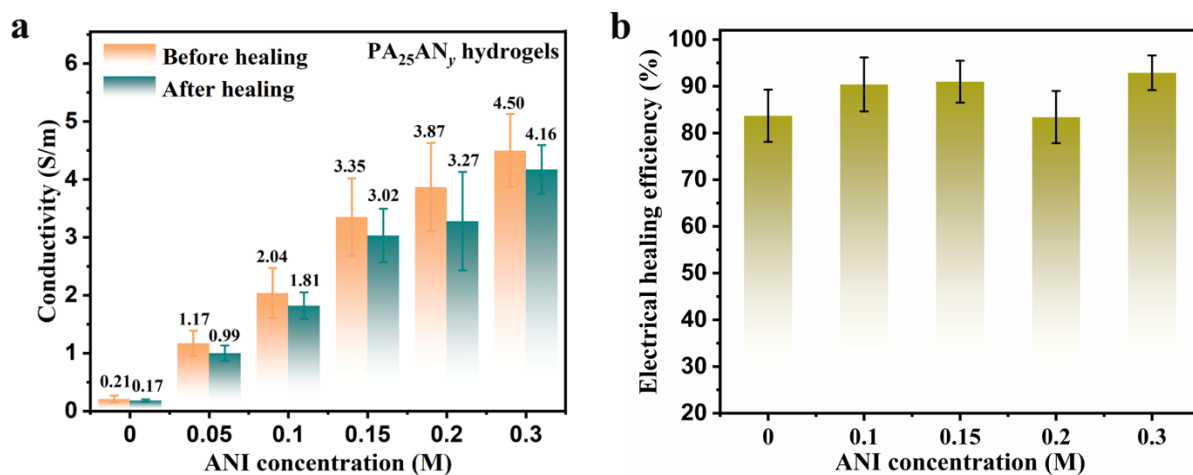 a
Before healing
After healing
PA25ANy hydrogels
Conductivity (S/m)
6
5
4
3
2
1
0
0.21
0.17
1.17
0.99
2.04
1.81
3.35
3.02
3.87
3.27
4.50
4.16
0 0.05 0.1 0.15 0.2 0.3
ANI concentration (M)
b
Electrical healing efficiency (%)
100
90
80
70
60
50
40
30
20
0 0.1 0.15 0.2 0.3
ANI concentration (M)